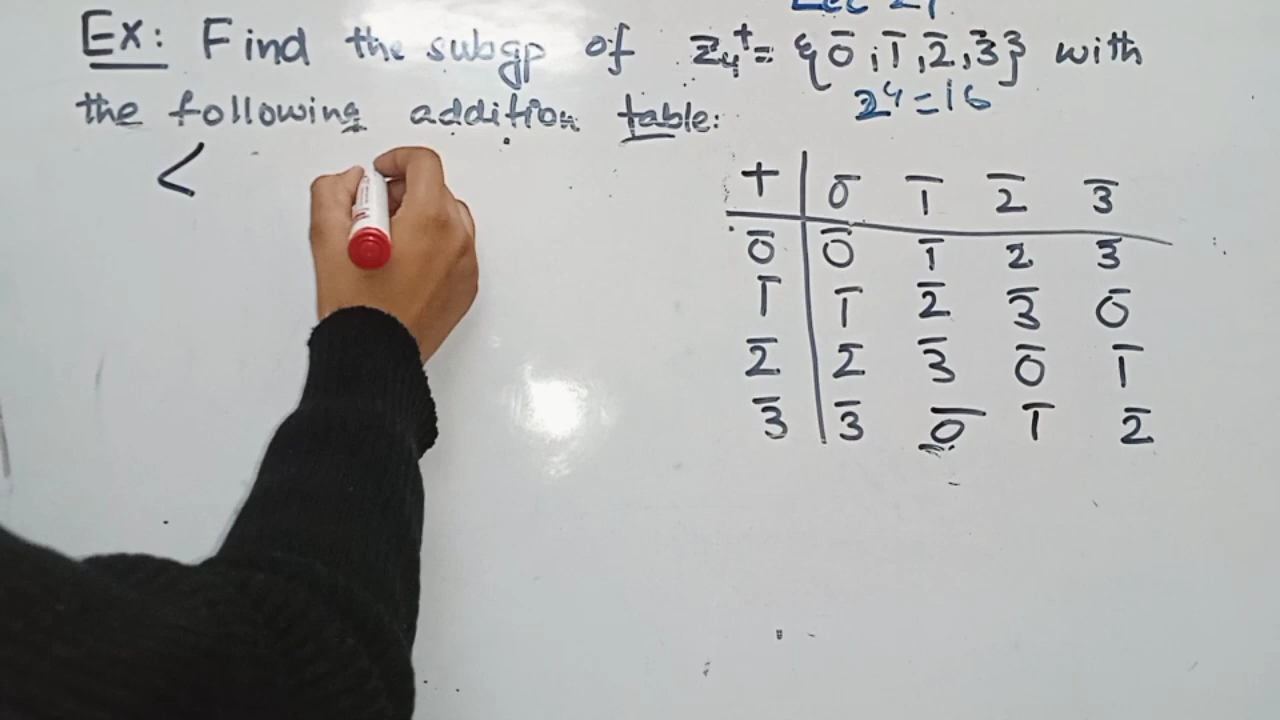 Lec 21
Ex: Find the subgp of Z₄⁺ = {0̄, 1̄, 2̄, 3̄} with
2⁴ = 16
the following addition table:
<
+ | 0̄ 1̄ 2̄ 3̄
0̄ | 0̄ 1̄ 2̄ 3̄
1̄ | 1̄ 2̄ 3̄ 0̄
2̄ | 2̄ 3̄ 0̄ 1̄
3̄ | 3̄ 0̄ 1̄ 2̄